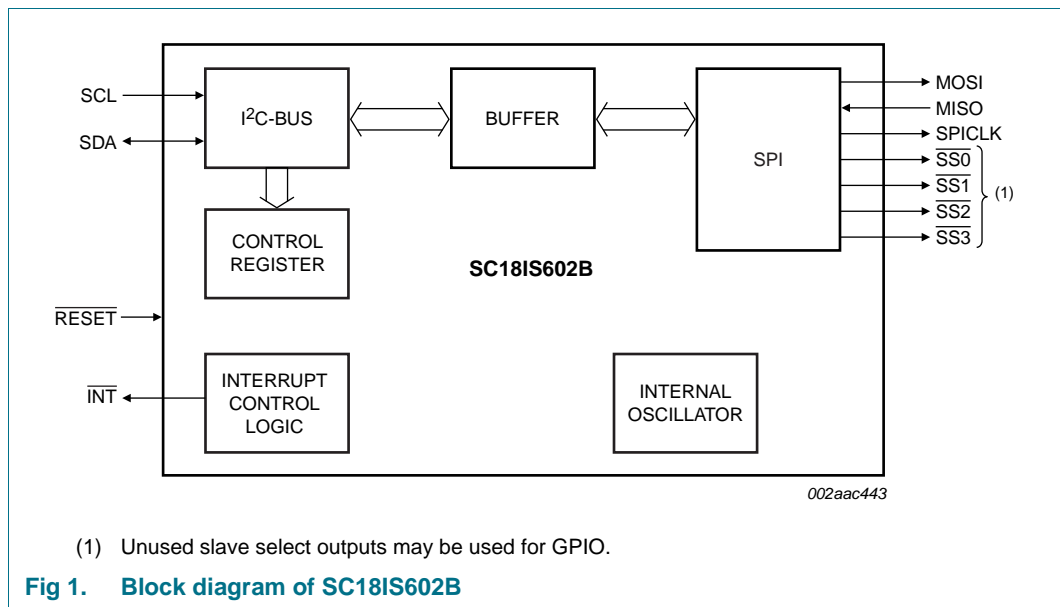 SCL
SDA
I²C-BUS
BUFFER
SPI
MOSI
MISO
SPICLK
SS0
SS1
SS2
SS3
(1)
CONTROL
REGISTER
SC18IS602B
RESET
INT
INTERRUPT
CONTROL
LOGIC
INTERNAL
OSCILLATOR
002aac443
(1) Unused slave select outputs may be used for GPIO.
Fig 1. Block diagram of SC18IS602B